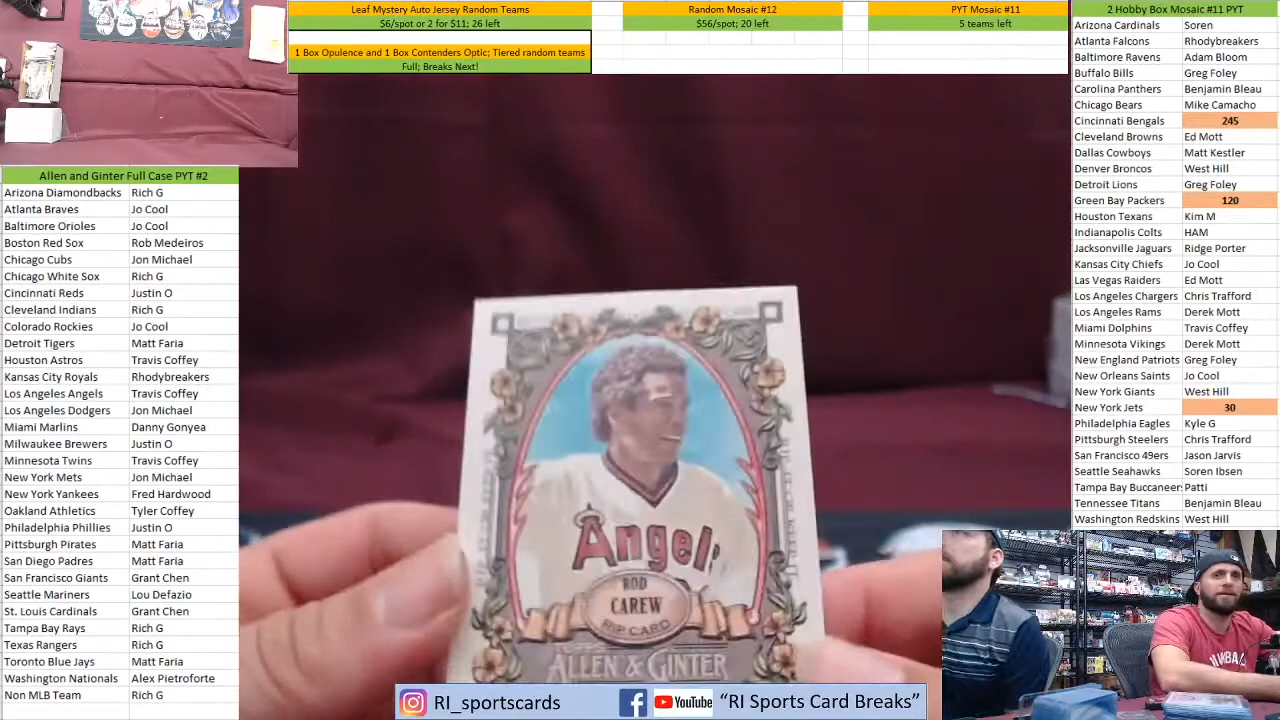 Leaf Mystery Auto Jersey Random Teams
$6/spot or 2 for $11; 26 left
1 Box Opulence and 1 Box Contenders Optic; Tiered random teams
Full; Breaks Next!
Random Mosaic #12
$56/spot; 20 left
PYT Mosaic #11
5 teams left
2 Hobby Box Mosaic #11 PYT
Arizona Cardinals Soren
Atlanta Falcons Rhodybreakers
Baltimore Ravens Adam Bloom
Buffalo Bills Greg Foley
Carolina Panthers Benjamin Bleau
Chicago Bears Mike Camacho
Cincinnati Bengals 245
Cleveland Browns Ed Mott
Dallas Cowboys Matt Kestler
Denver Broncos West Hill
Detroit Lions Greg Foley
Green Bay Packers 120
Houston Texans Kim M
Indianapolis Colts HAM
Jacksonville Jaguars Ridge Porter
Kansas City Chiefs Jo Cool
Las Vegas Raiders Ed Mott
Los Angeles Chargers Chris Trafford
Los Angeles Rams Derek Mott
Miami Dolphins Travis Coffey
Minnesota Vikings Derek Mott
New England Patriots Greg Foley
New Orleans Saints Jo Cool
New York Giants West Hill
New York Jets 30
Philadelphia Eagles Kyle G
Pittsburgh Steelers Chris Trafford
San Francisco 49ers Jason Jarvis
Seattle Seahawks Soren Ibsen
Tampa Bay Buccaneer Patti
Tennessee Titans Benjamin Bleau
Washington Redskins West Hill
Allen and Ginter Full Case PYT #2
Arizona Diamondbacks Rich G
Atlanta Braves Jo Cool
Baltimore Orioles Jo Cool
Boston Red Sox Rob Medeiros
Chicago Cubs Jon Michael
Chicago White Sox Rich G
Cincinnati Reds Justin O
Cleveland Indians Rich G
Colorado Rockies Jo Cool
Detroit Tigers Matt Faria
Houston Astros Travis Coffey
Kansas City Royals Rhodybreakers
Los Angeles Angels Travis Coffey
Los Angeles Dodgers Jon Michael
Miami Marlins Danny Gonyea
Milwaukee Brewers Justin O
Minnesota Twins Travis Coffey
New York Mets Jon Michael
New York Yankees Fred Hardwood
Oakland Athletics Tyler Coffey
Philadelphia Phillies Justin O
Pittsburgh Pirates Matt Faria
San Diego Padres Matt Faria
San Francisco Giants Grant Chen
Seattle Mariners Lou Defazio
St. Louis Cardinals Grant Chen
Tampa Bay Rays Rich G
Texas Rangers Rich G
Toronto Blue Jays Matt Faria
Washington Nationals Alex Pietroforte
Non MLB Team Rich G
Angels
ROD
CAREW
RIP CARD
ALLEN & GINTER
RI_sportscards
YouTube
"RI Sports Card Breaks"